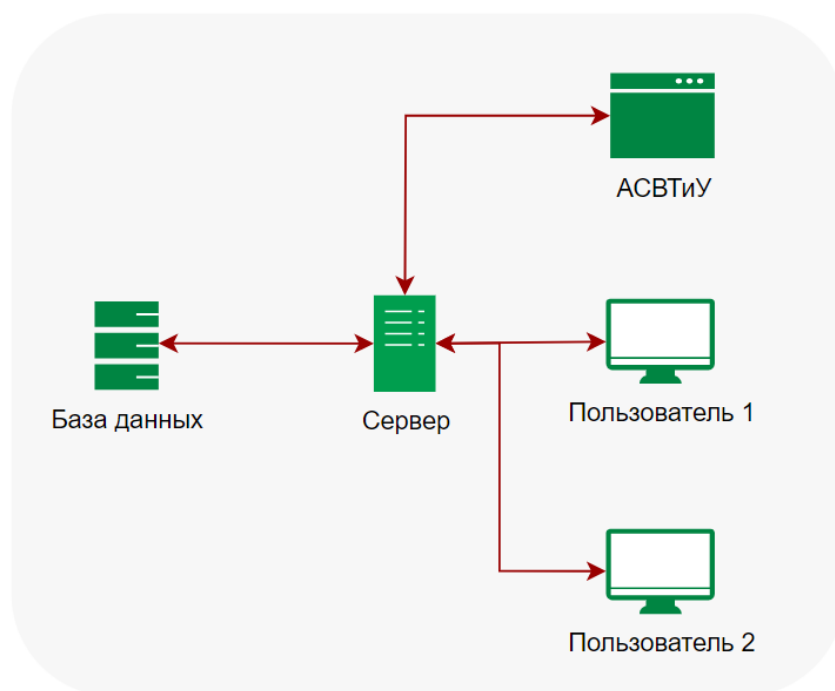 АСВТиУ
База данных
Сервер
Пользователь 1
Пользователь 2